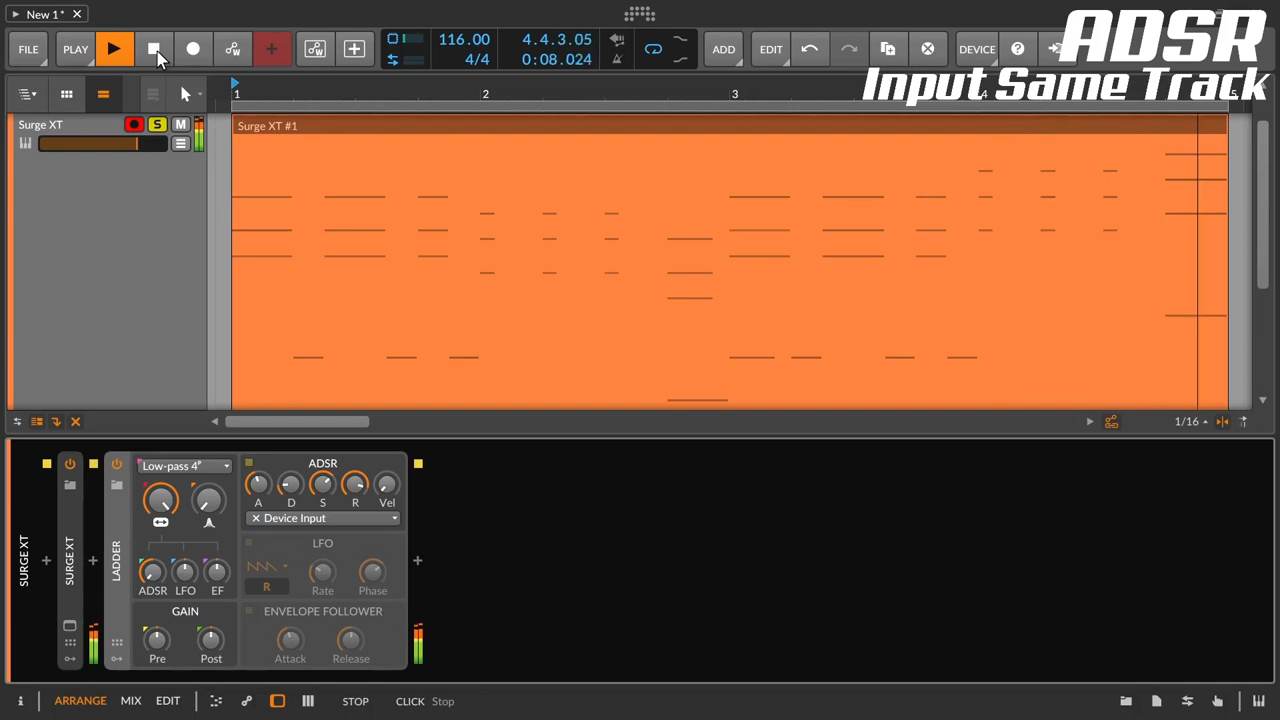 New 1*
ADSR
Input Same Track
FILE
PLAY
116.00
4/4
4.4.3.05
0:08.024
ADD
EDIT
DEVICE
1
2
3
4
5
Surge XT
S
M
Surge XT #1
1/16
SURGE XT
SURGE XT
LADDER
Low-pass 4
ADSR
LFO
EF
GAIN
Pre
Post
ADSR
A
D
S
R
Vel
Device Input
LFO
R
Rate
Phase
ENVELOPE FOLLOWER
Attack
Release
i
ARRANGE
MIX
EDIT
STOP
CLICK Stop